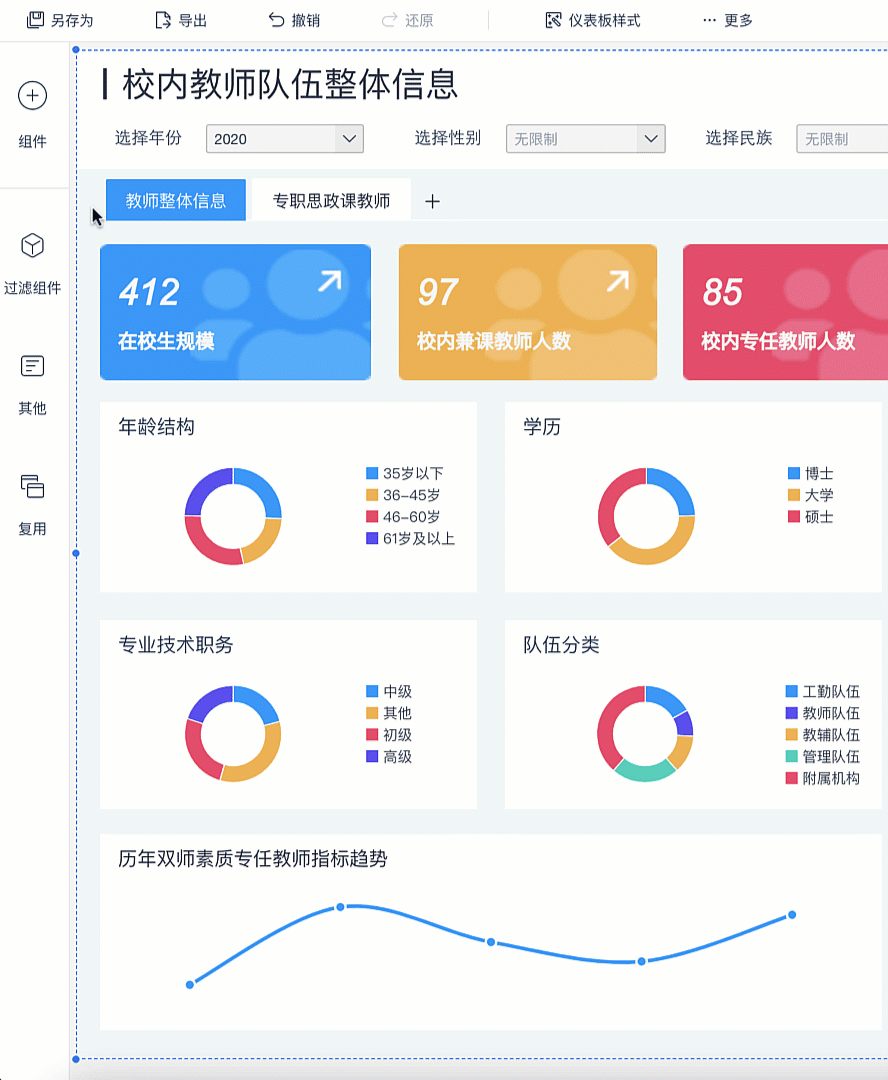 另存为 导出 撤销 还原 仪表板样式 ··· 更多
组件
过滤组件
其他
复用
校内教师队伍整体信息
选择年份 2020 选择性别 无限制 选择民族 无限制
教师整体信息 专职思政课教师 +
412
在校生规模
97
校内兼课教师人数
85
校内专任教师人数
年龄结构
35岁以下
36-45岁
46-60岁
61岁及以上
学历
博士
大学
硕士
专业技术职务
中级
其他
初级
高级
队伍分类
工勤队伍
教师队伍
教辅队伍
管理队伍
附属机构
历年双师素质专任教师指标趋势